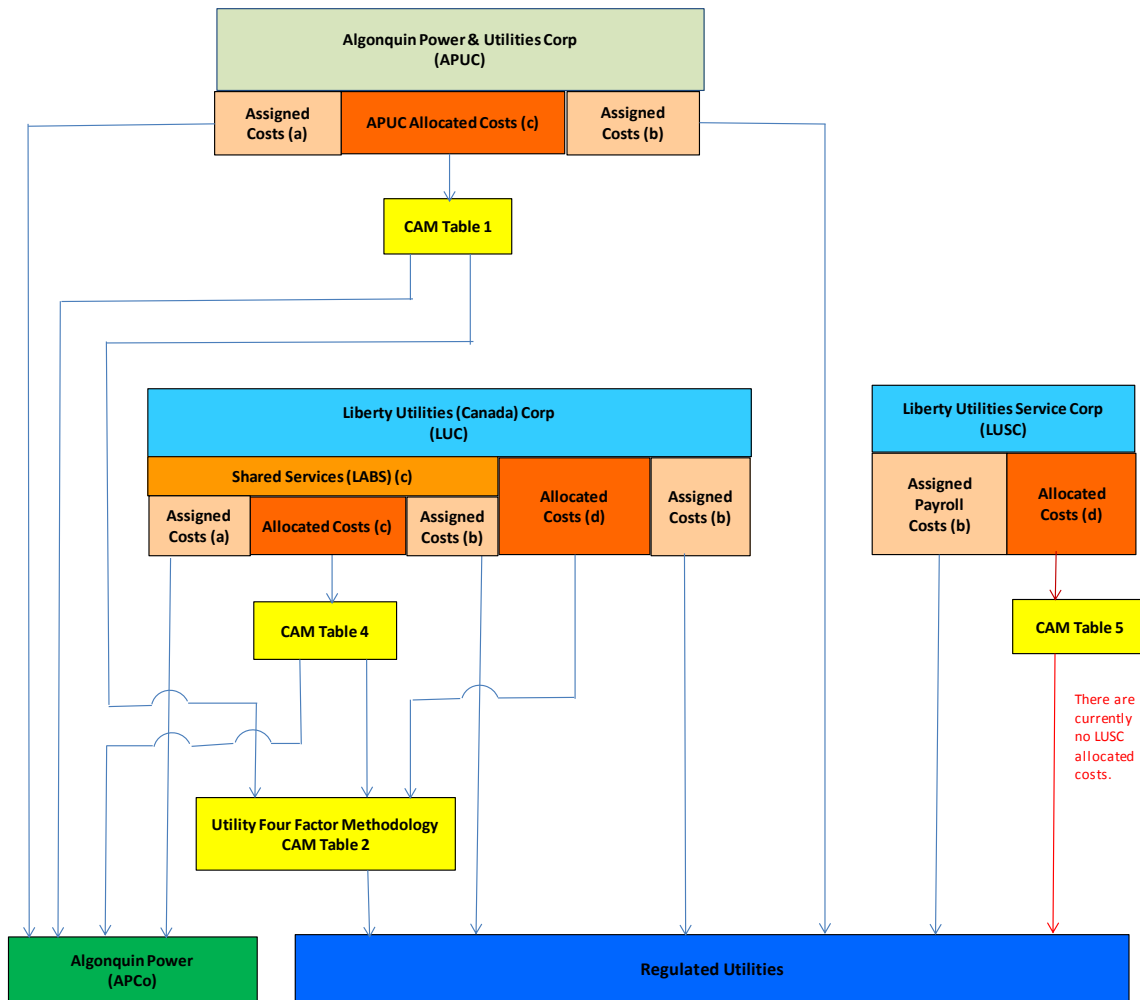 Algonquin Power & Utilities Corp
(APUC)
Assigned
Costs (a)
APUC Allocated Costs (c)
Assigned
Costs (b)
CAM Table 1
Liberty Utilities (Canada) Corp
(LUC)
Shared Services (LABS) (c)
Assigned
Costs (a)
Allocated Costs (c)
Assigned
Costs (b)
Allocated
Costs (d)
Assigned
Costs (b)
Liberty Utilities Service Corp
(LUSC)
Assigned
Payroll
Costs (b)
Allocated
Costs (d)
CAM Table 4
CAM Table 5
There are
currently
no LUSC
allocated
costs.
Utility Four Factor Methodology
CAM Table 2
Algonquin Power
(APCo)
Regulated Utilities